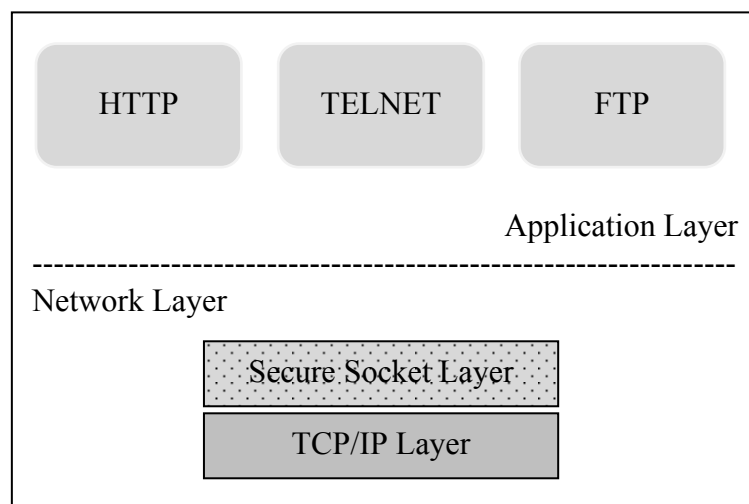 HTTP
TELNET
FTP
Application Layer
Network Layer
Secure Socket Layer
TCP/IP Layer